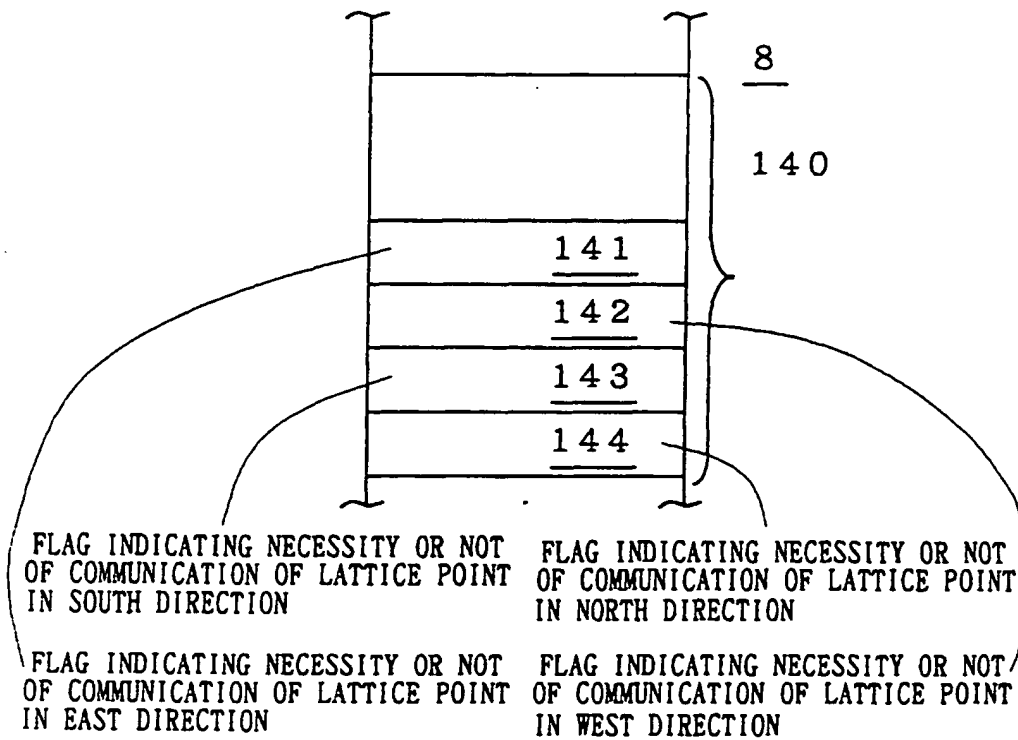 8
140
141
142
143
144
FLAG INDICATING NECESSITY OR NOT
OF COMMUNICATION OF LATTICE POINT
IN SOUTH DIRECTION
FLAG INDICATING NECESSITY OR NOT
OF COMMUNICATION OF LATTICE POINT
IN NORTH DIRECTION
FLAG INDICATING NECESSITY OR NOT
OF COMMUNICATION OF LATTICE POINT
IN EAST DIRECTION
FLAG INDICATING NECESSITY OR NOT
OF COMMUNICATION OF LATTICE POINT
IN WEST DIRECTION